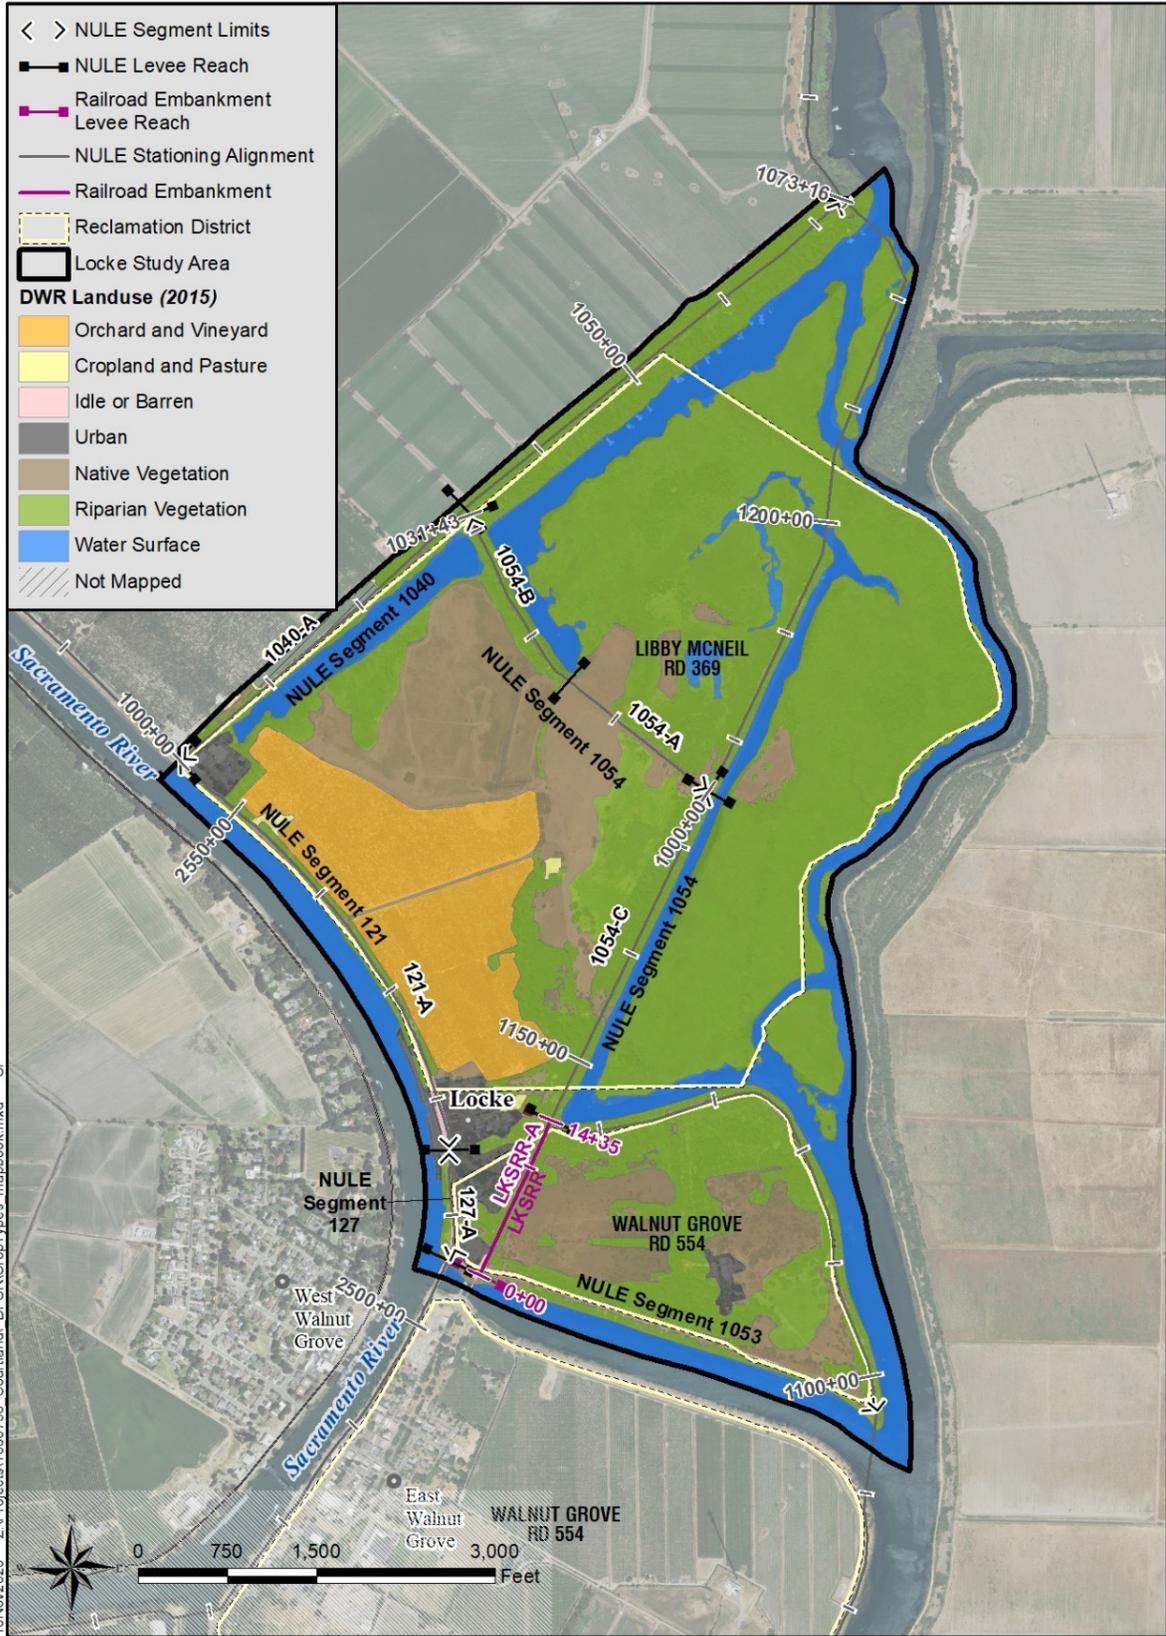 NULE Segment Limits
NULE Levee Reach
Railroad Embankment
Levee Reach
NULE Stationing Alignment
Railroad Embankment
Reclamation District
Locke Study Area
DWR Landuse (2015)
Orchard and Vineyard
Cropland and Pasture
Idle or Barren
Urban
Native Vegetation
Riparian Vegetation
Water Surface
Not Mapped
1073+16
1050+00
1031+43
1200+00
1054-B
1040-A
NULE Segment 1040
LIBBY MCNEIL
RD 369
NULE Segment 1054
1054-A
Sacramento River
1000+00
1000+00
2550+00
NULE Segment 121
121-A
1054-C
NULE Segment 1054
1150+00
Locke
14+35
LKSRR-A
LKSRR
NULE
Segment
127
127-A
WALNUT GROVE
RD 554
0+00
NULE Segment 1053
1100+00
West
Walnut
Grove
2500+00
Sacramento River
East
Walnut
Grove
WALNUT GROVE
RD 554
N
W
E
S
0
750
1,500
3,000
Feet